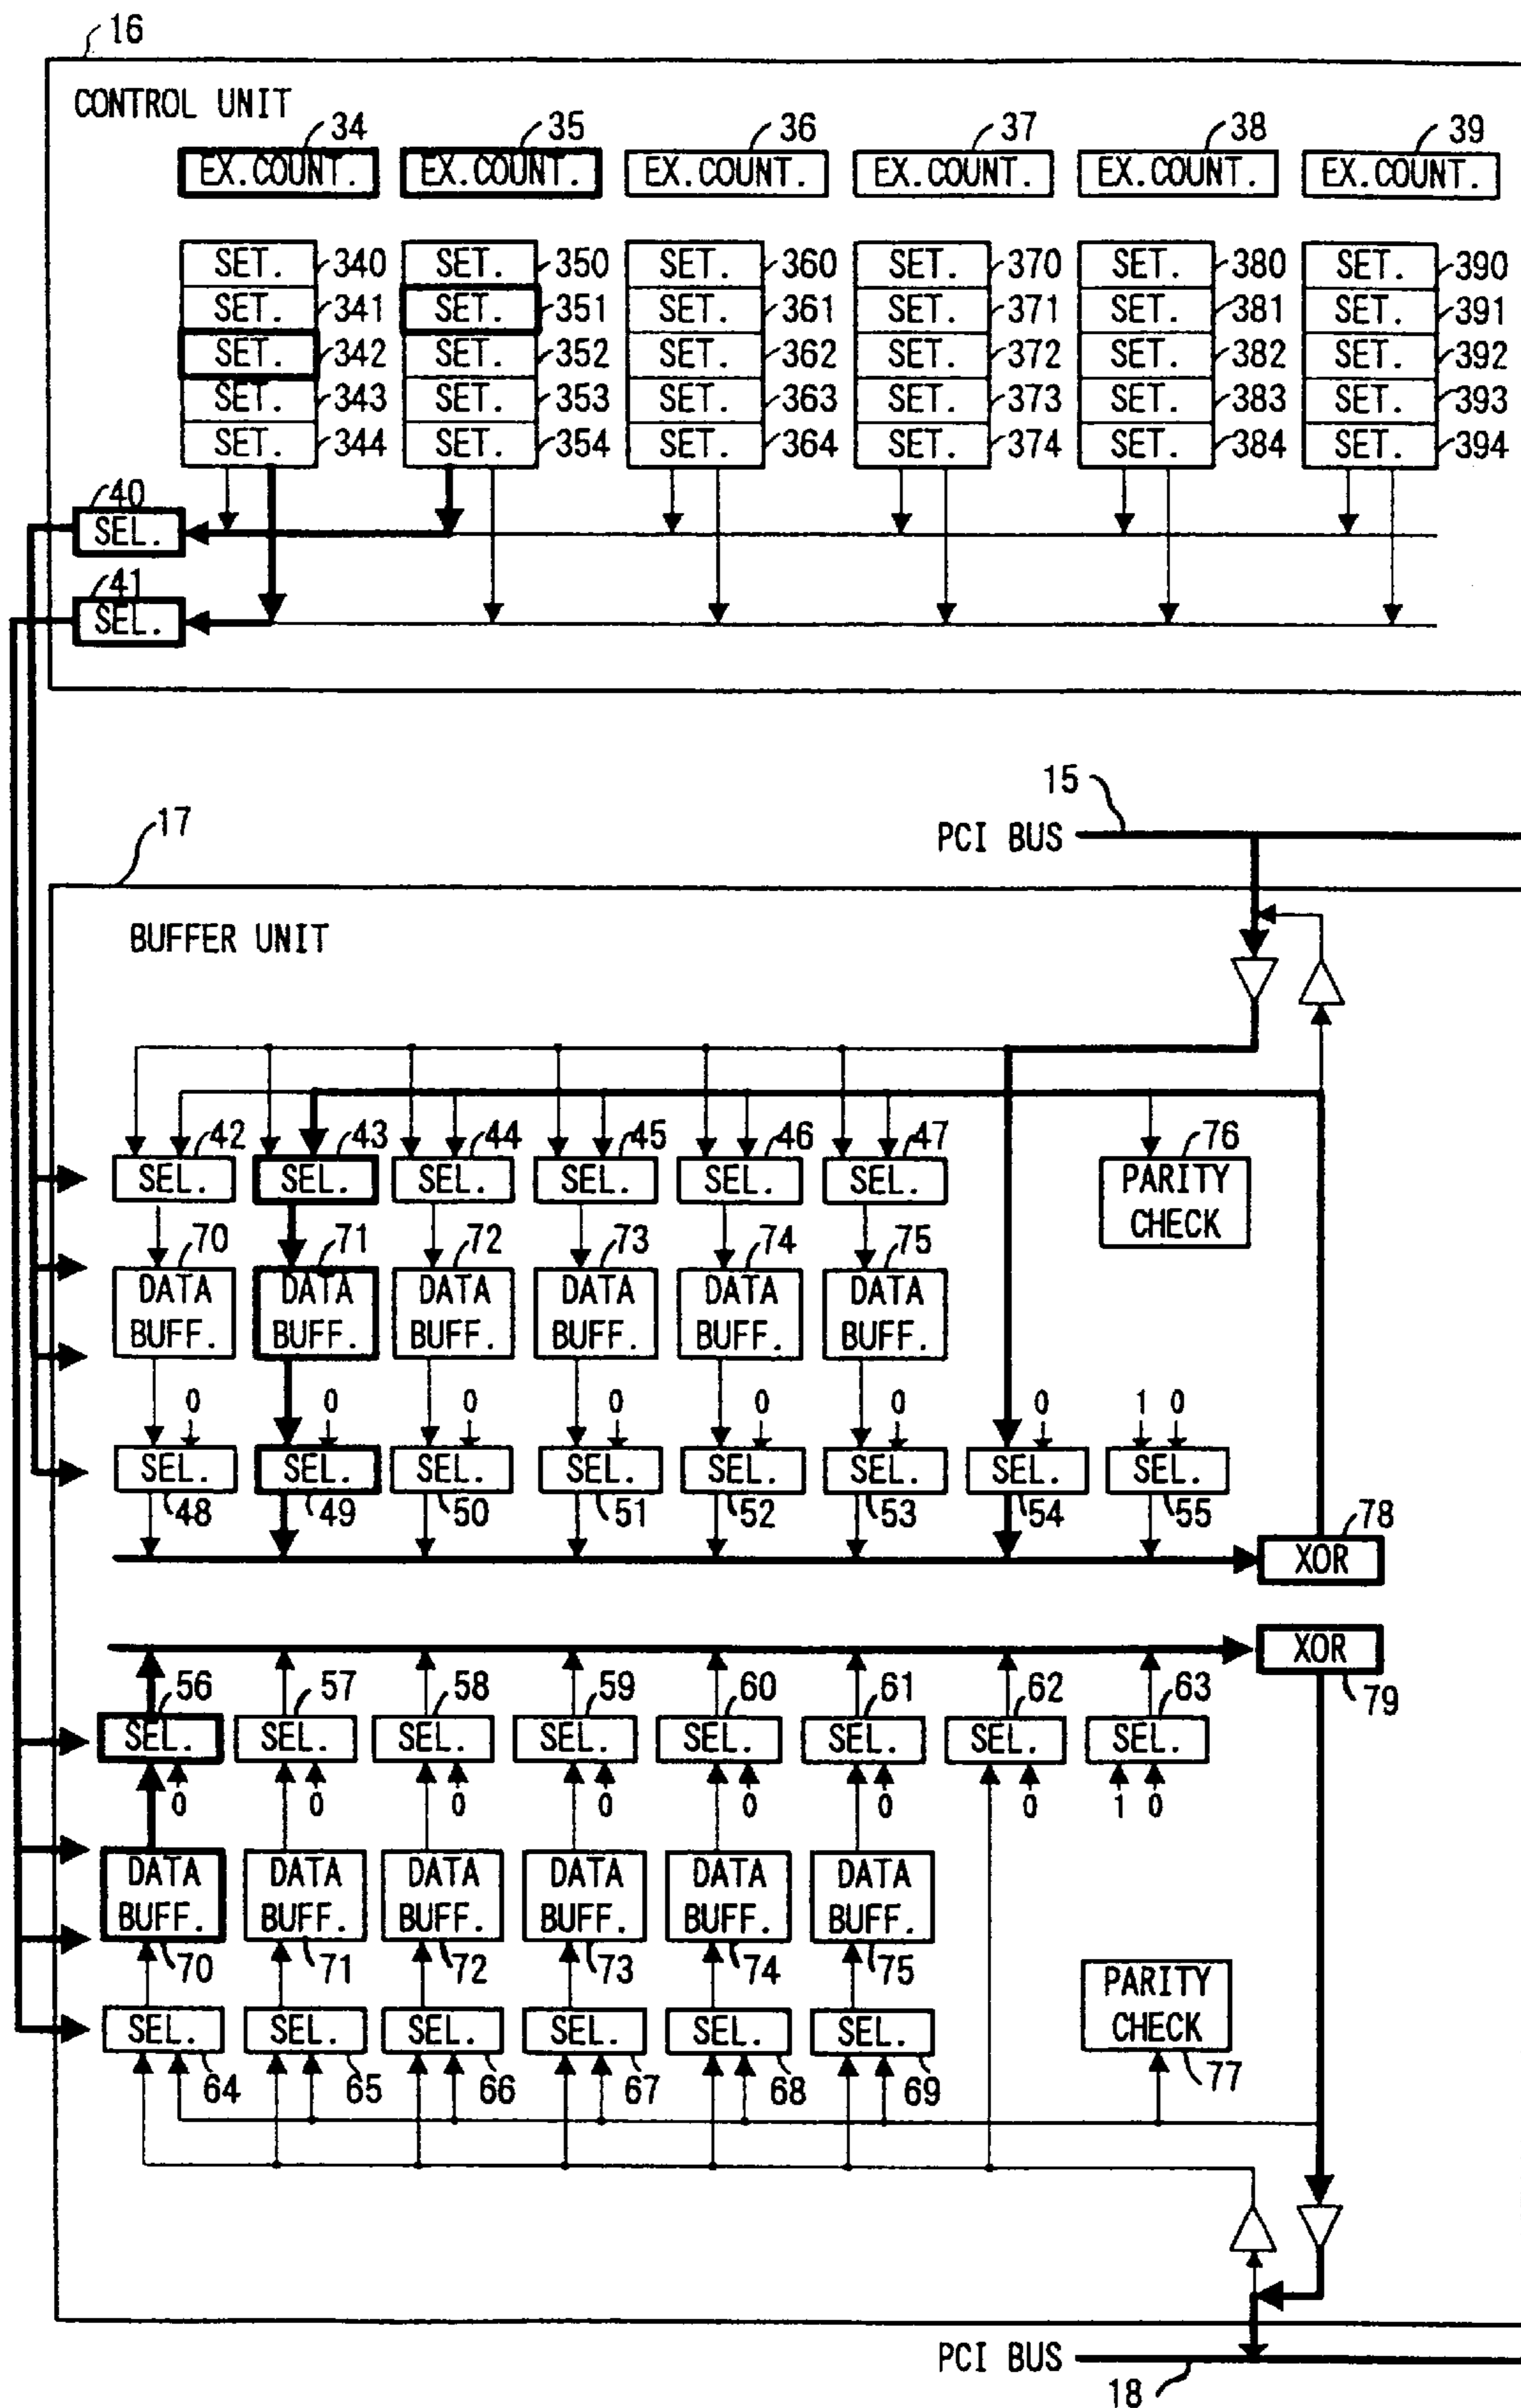 16
CONTROL UNIT
34 35 36 37 38 39
EX.COUNT. EX.COUNT. EX.COUNT. EX.COUNT. EX.COUNT. EX.COUNT.
SET. 340 SET. 350 SET. 360 SET. 370 SET. 380 SET. 390
SET. 341 SET. 351 SET. 361 SET. 371 SET. 381 SET. 391
SET. 342 SET. 352 SET. 362 SET. 372 SET. 382 SET. 392
SET. 343 SET. 353 SET. 363 SET. 373 SET. 383 SET. 393
SET. 344 SET. 354 SET. 364 SET. 374 SET. 384 SET. 394
40
SEL.
41
SEL.
15
PCI BUS
17
BUFFER UNIT
42 43 44 45 46 47 76
SEL. SEL. SEL. SEL. SEL. SEL. PARITY
CHECK
70 71 72 73 74 75
DATA DATA DATA DATA DATA DATA
BUFF. BUFF. BUFF. BUFF. BUFF. BUFF.
0 0 0 0 0 0 0 1 0
SEL. SEL. SEL. SEL. SEL. SEL. SEL. SEL.
48 49 50 51 52 53 54 55 78
XOR
XOR
56 57 58 59 60 61 62 63 79
SEL. SEL. SEL. SEL. SEL. SEL. SEL. SEL.
0 0 0 0 0 0 0 1 0
DATA DATA DATA DATA DATA DATA
BUFF. BUFF. BUFF. BUFF. BUFF. BUFF.
70 71 72 73 74 75 PARITY
SEL. SEL. SEL. SEL. SEL. SEL. CHECK
64 65 66 67 68 69 77
PCI BUS
18